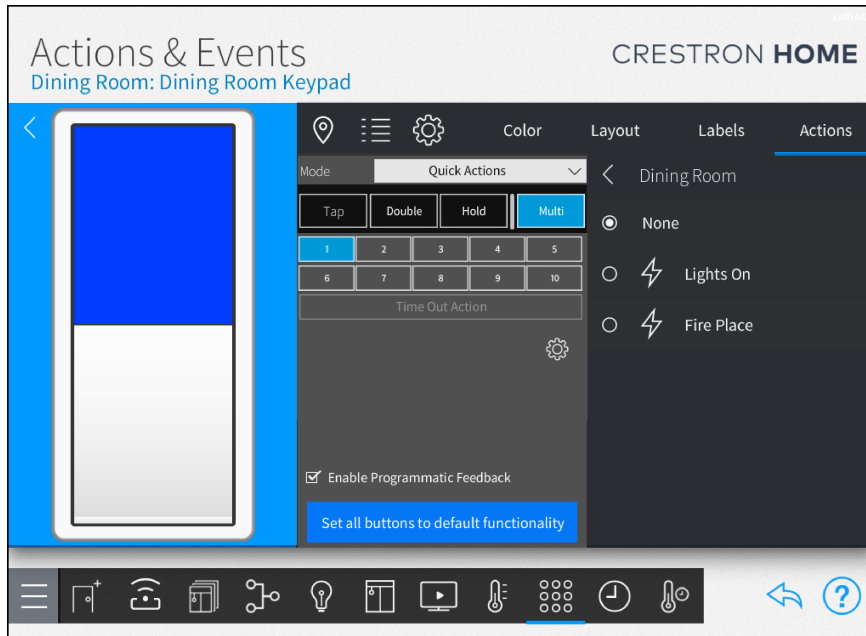 Actions & Events
CRESTRON HOME
Dining Room: Dining Room Keypad
Color
Layout
Labels
Actions
Mode
Quick Actions
Dining Room
Tap
Double
Hold
Multi
None
1
2
3
4
5
6
7
8
9
10
Lights On
Time Out Action
Fire Place
Enable Programmatic Feedback
Set all buttons to default functionality
?